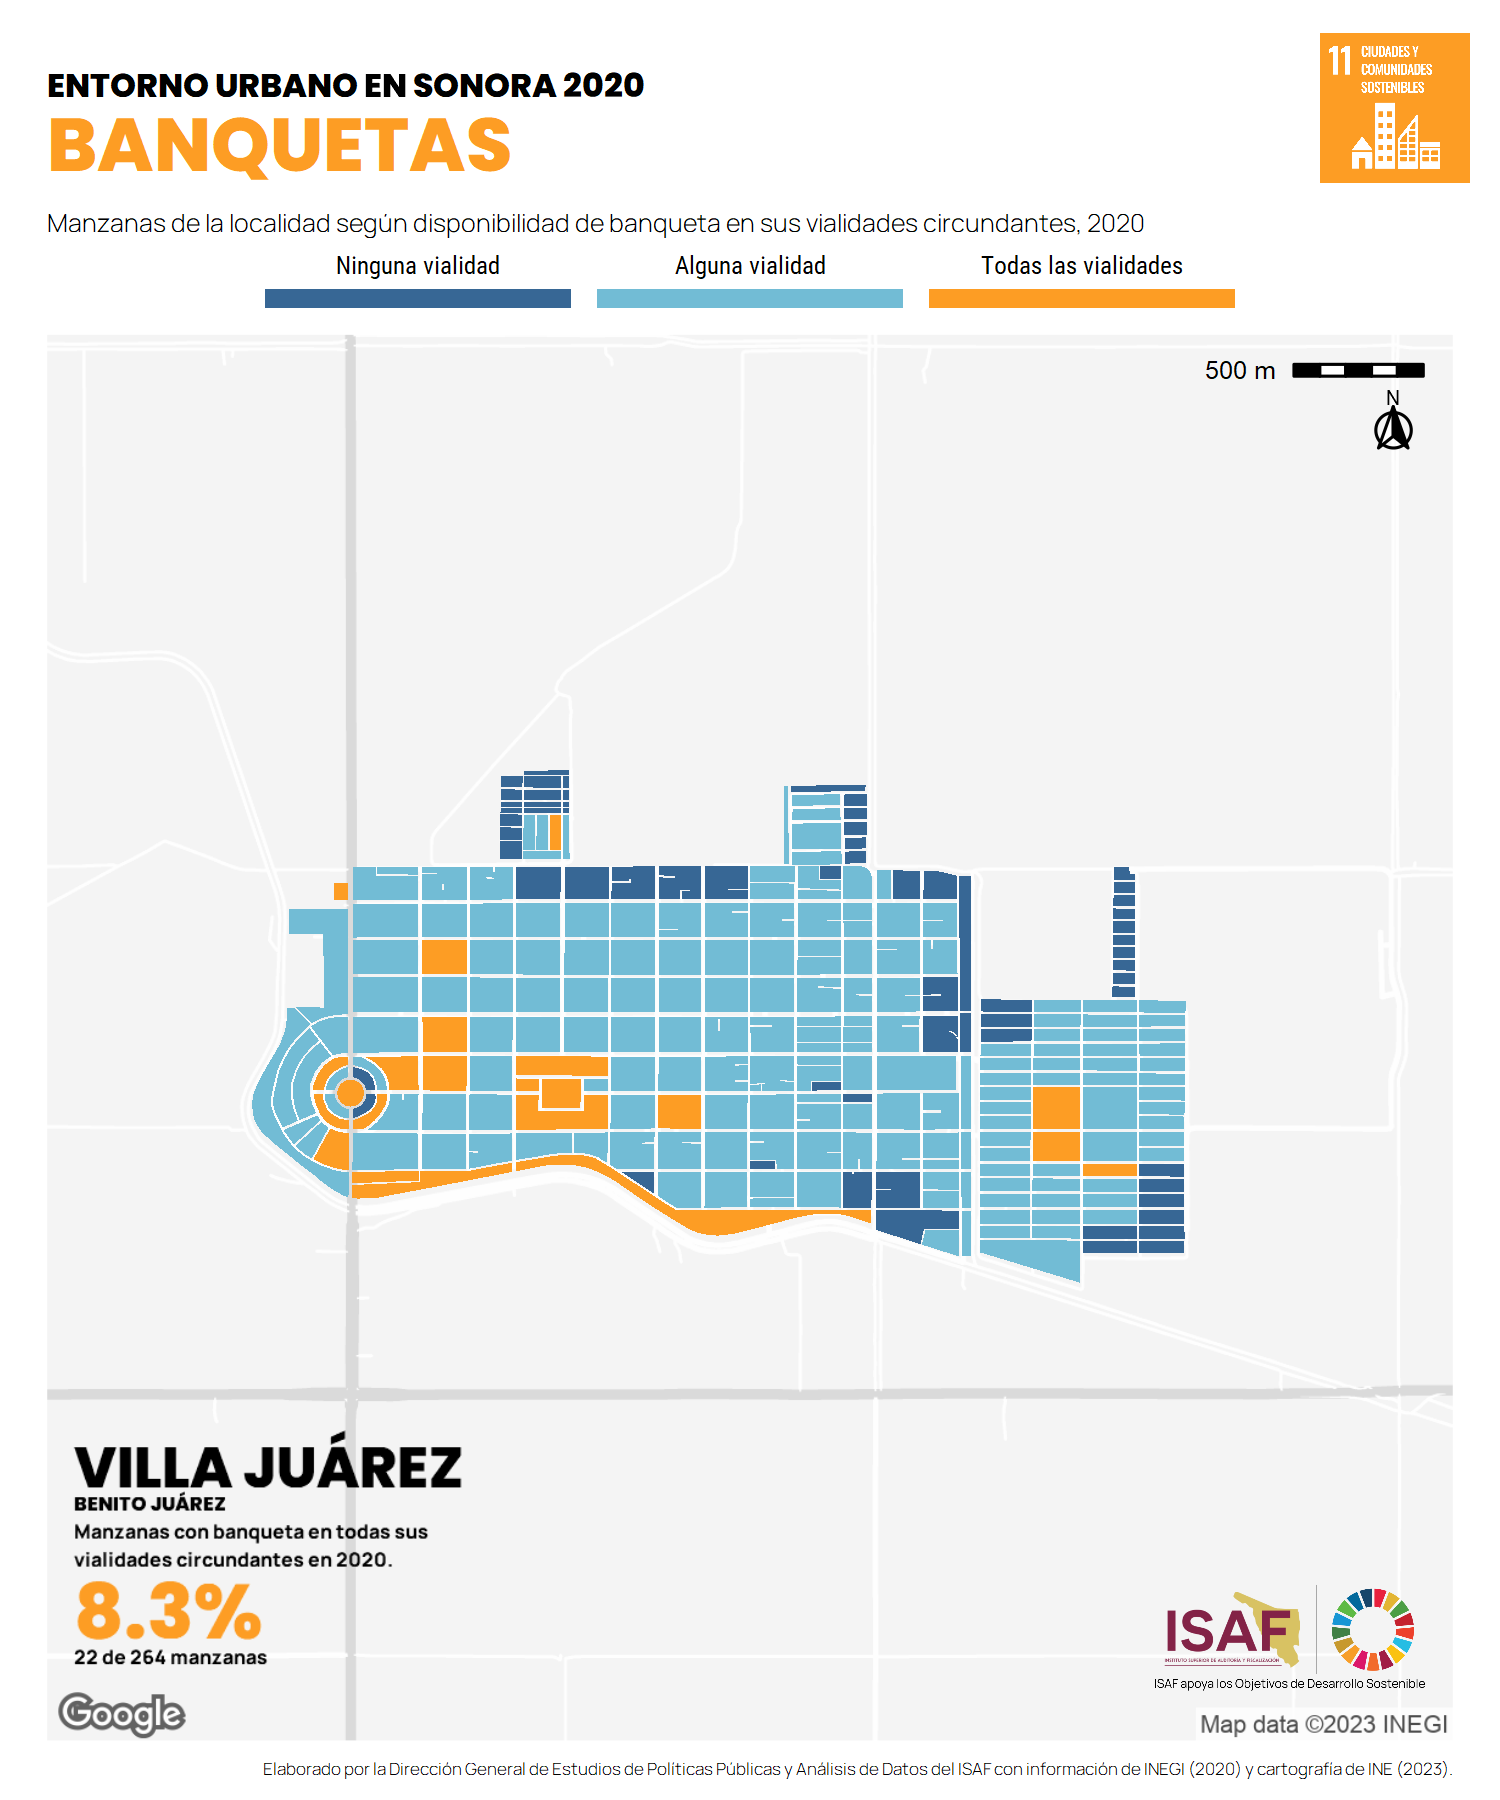 ENTORNO URBANO EN SONORA 2020
BANQUETAS
11 CIUDADES Y
COMUNIDADES
SOSTENIBLES
Manzanas de la localidad según disponibilidad de banqueta en sus vialidades circundantes, 2020
Ninguna vialidad Alguna vialidad Todas las vialidades
500 m
N
VILLA JUÁREZ
BENITO JUÁREZ
Manzanas con banqueta en todas sus
vialidades circundantes en 2020.
8.3%
22 de 264 manzanas
ISAF
INSTITUTO SUPERIOR DE AUDITORÍA Y FISCALIZACIÓN
ISAF apoya los Objetivos de Desarrollo Sostenible
Google
Map data ©2023 INEGI
Elaborado por la Dirección General de Estudios de Políticas Públicas y Análisis de Datos del ISAF con información de INEGI (2020) y cartografía de INE (2023).